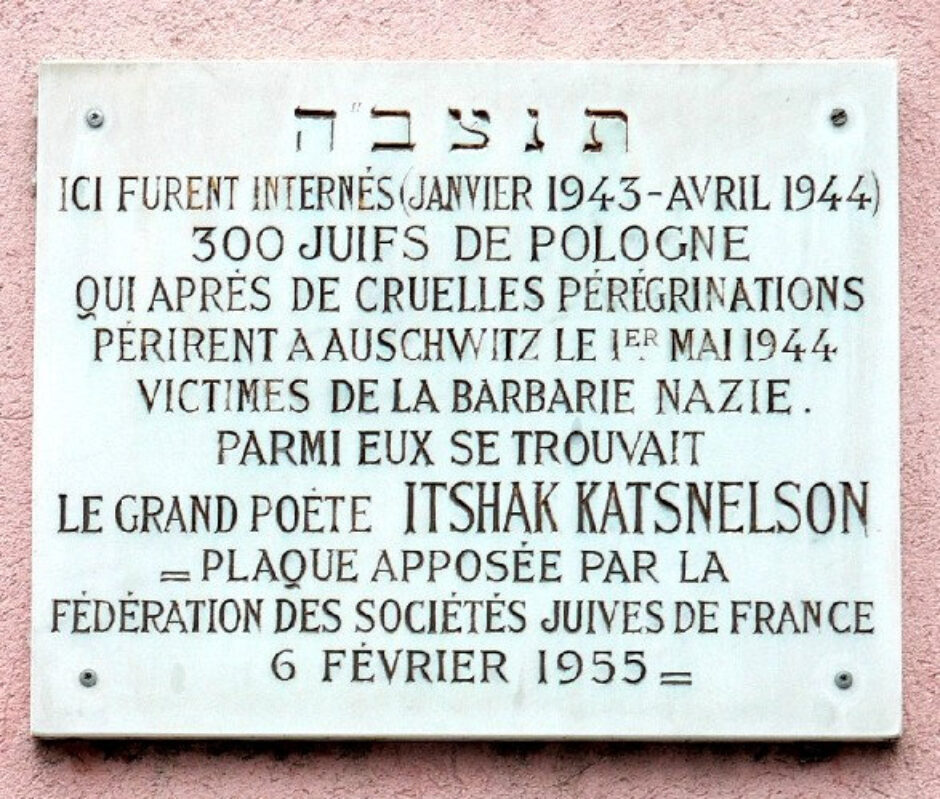 תנצב"ה
ICI FURENT INTERNÉS (JANVIER 1943-AVRIL 1944)
300 JUIFS DE POLOGNE
QUI APRÈS DE CRUELLES PÉRÉGRINATIONS
PÉRIRENT A AUSCHWITZ LE 1ER MAI 1944
VICTIMES DE LA BARBARIE NAZIE.
PARMI EUX SE TROUVAIT
LE GRAND POÈTE ITSHAK KATSNELSON
=PLAQUE APPOSÉE PAR LA
FÉDÉRATION DES SOCIÉTÉS JUIVES DE FRANCE
6 FÉVRIER 1955=